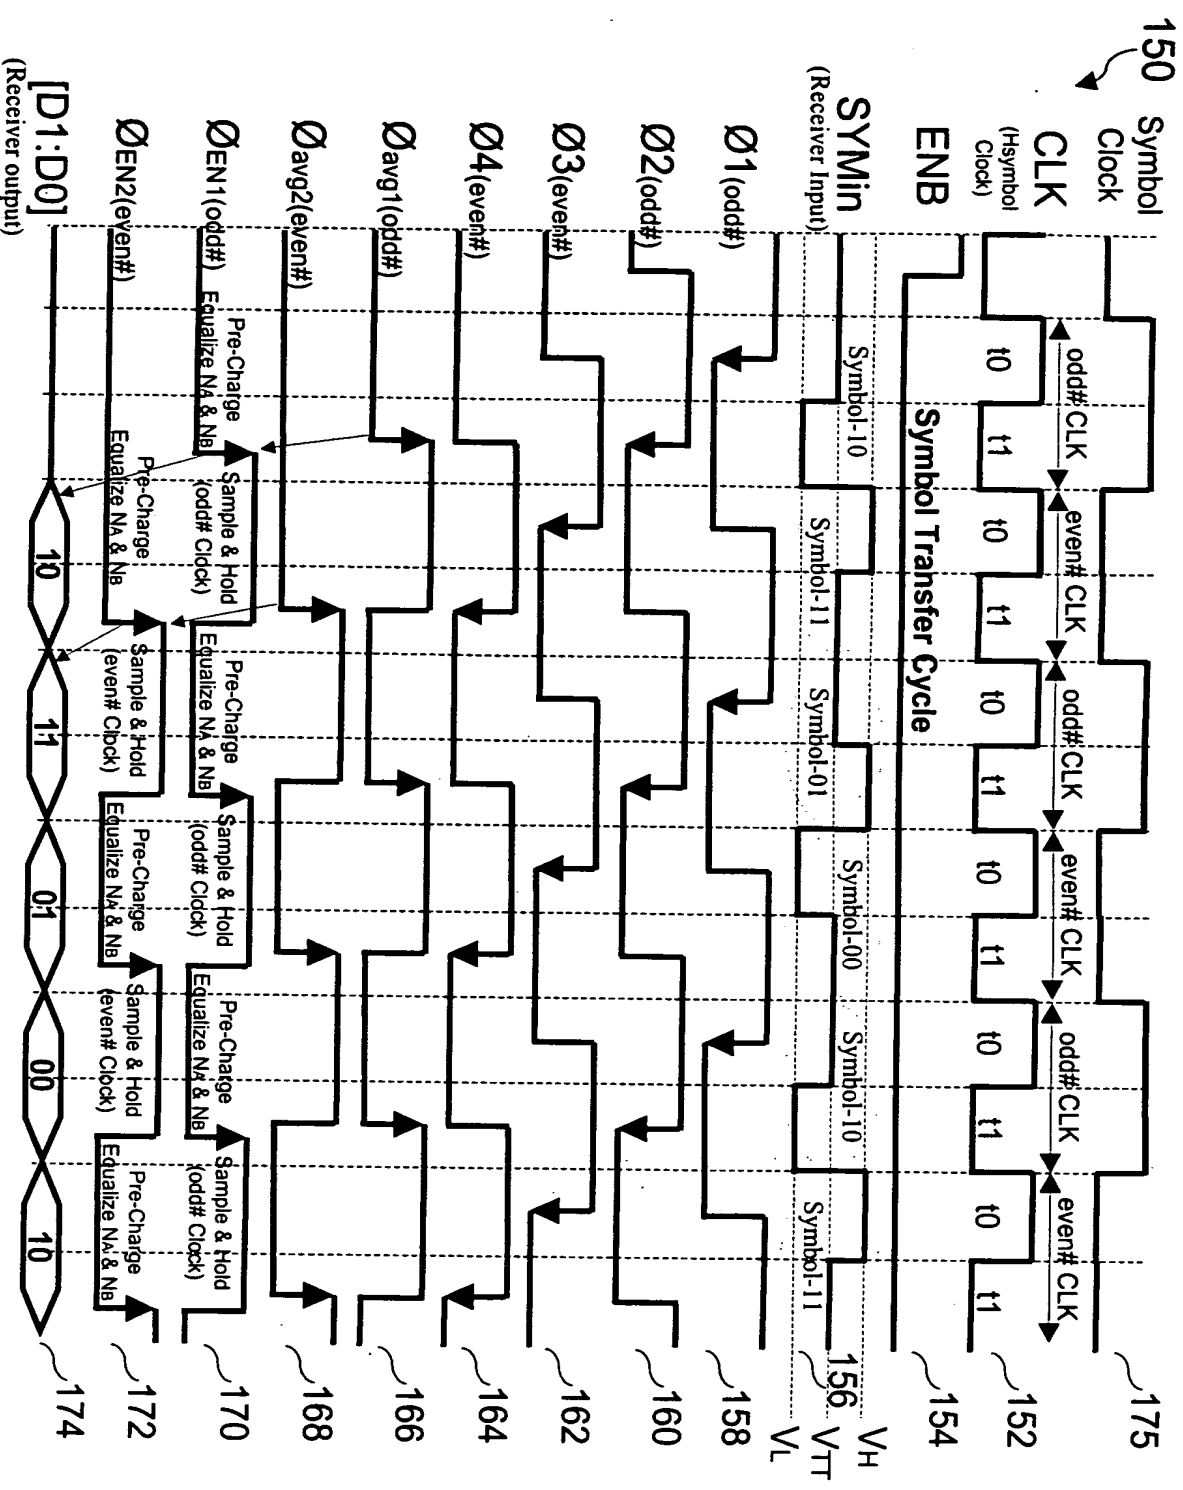 150
Symbol
Clock
175
odd# CLK
even# CLK
odd# CLK
even# CLK
odd# CLK
even# CLK
CLK
(Hsymbol
Clock)
t0
t1
t0
t1
t0
t1
t0
t1
t0
t1
t0
t1
152
ENB
Symbol Transfer Cycle
154
SYMin
(Receiver Input)
Symbol-10
Symbol-11
Symbol-01
Symbol-00
Symbol-10
Symbol-11
156
VH
VTT
VL
Ø1(odd#)
158
Ø2(odd#)
160
Ø3(even#)
162
Ø4(even#)
164
Øavg1(odd#)
166
Øavg2(even#)
168
ØEN1(odd#)
Pre-Charge
Equalize NA & NB
Sample & Hold
(odd# Clock)
Pre-Charge
Equalize NA & NB
Sample & Hold
(odd# Clock)
Pre-Charge
Equalize NA & NB
Sample & Hold
(odd# Clock)
170
ØEN2(even#)
Pre-Charge
Equalize NA & NB
Sample & Hold
(even# Clock)
Pre-Charge
Equalize NA & NB
Sample & Hold
(even# Clock)
Pre-Charge
Equalize NA & NB
172
[D1:D0]
(Receiver output)
10
11
01
00
10
174